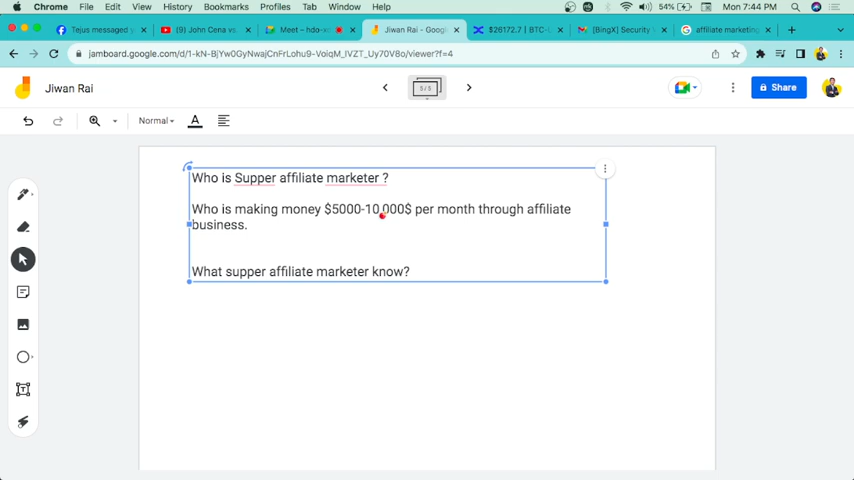 Chrome File Edit View History Bookmarks Profiles Tab Window Help 54% Mon 7:44 PM
Tejus messaged y (10) John Cena vs. Meet – hdo-xo Jiwan Rai - Goog $26172.7 | BTC-U [BingX] Security affiliate marketing
jamboard.google.com/d/1-kN-BjYw0GyNwajCnFrLohu9-VoiqM_IVZT_Uy70V8o/viewer?f=4
Jiwan Rai 5 / 5 Share
Normal
Who is Supper affiliate marketer ?
Who is making money $5000-10,000$ per month through affiliate
business.
What supper affiliate marketer know?